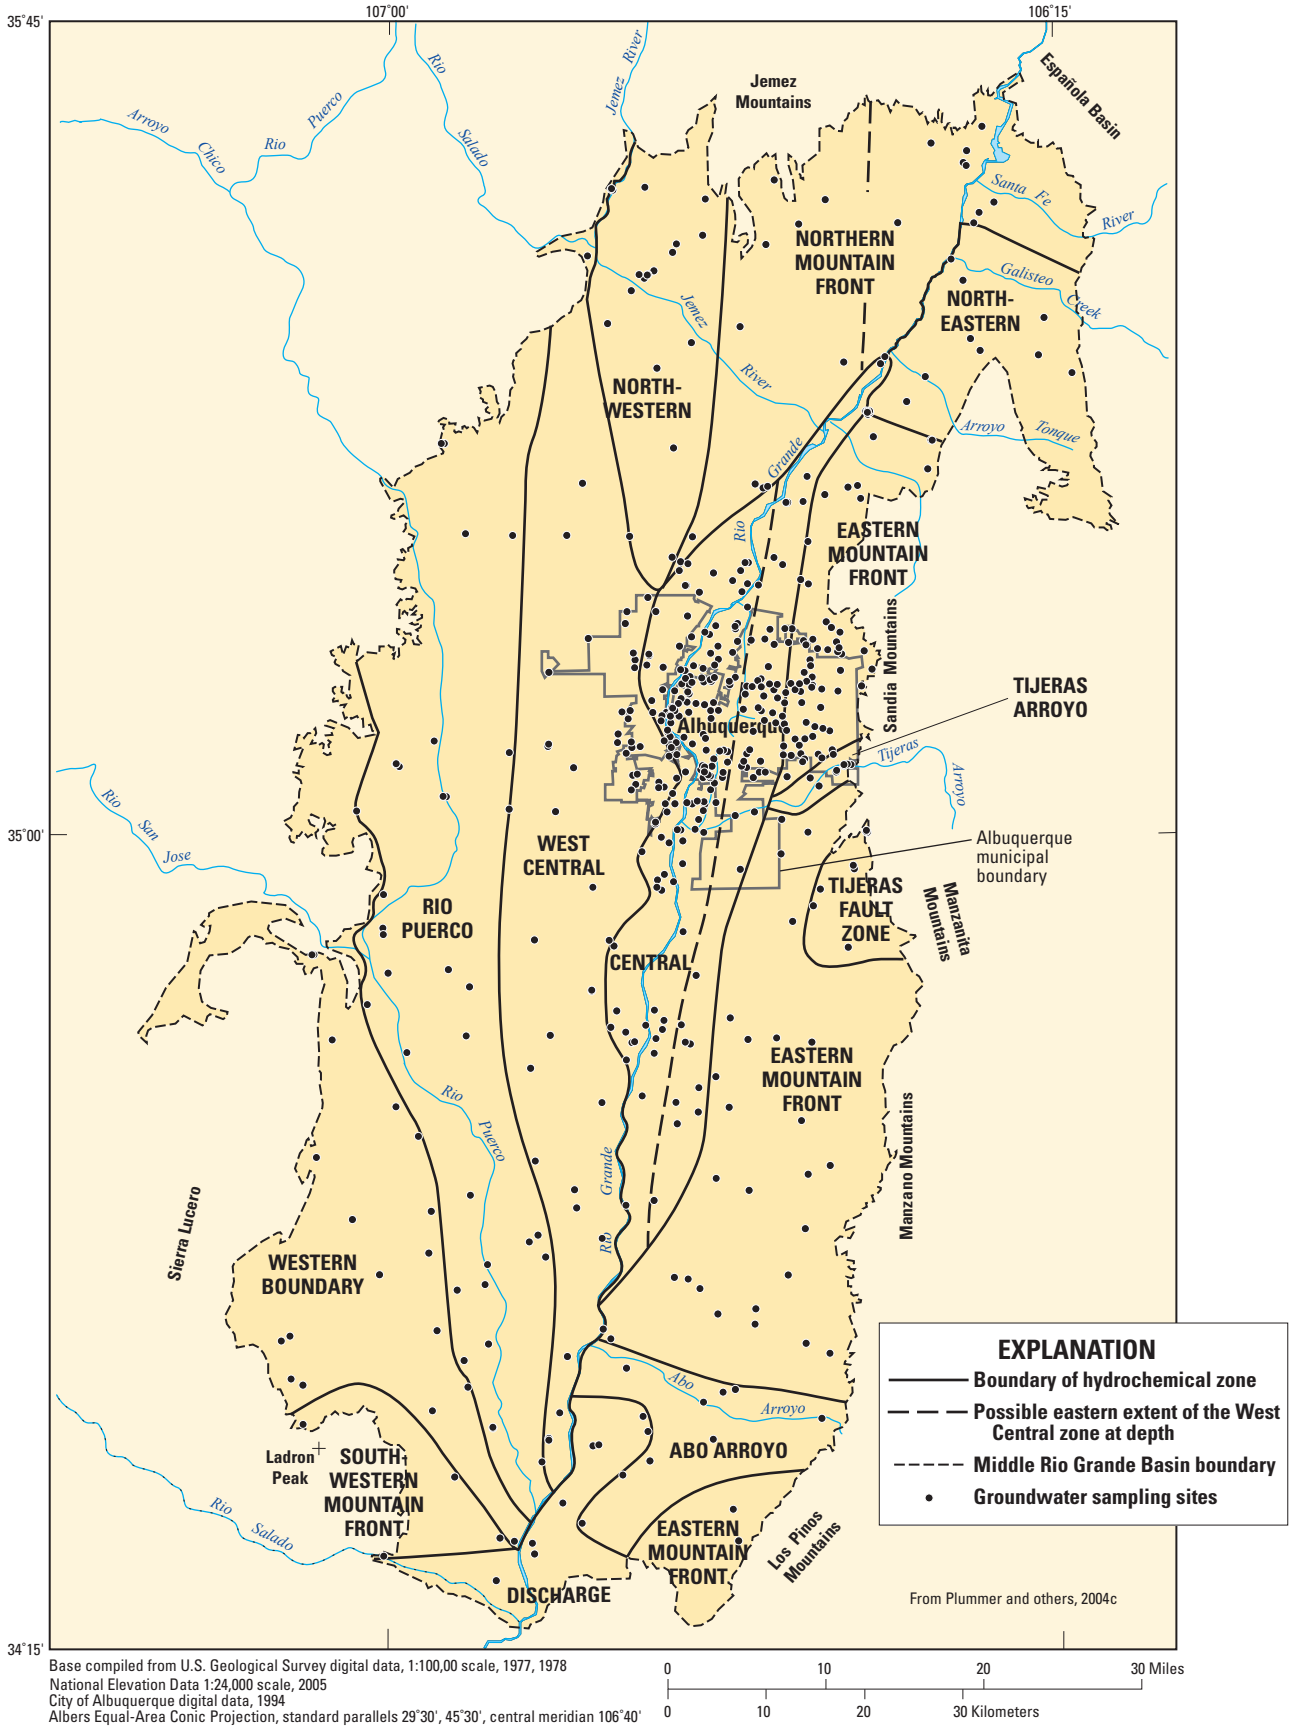 107°00'
106°15'
35°45'
35°00'
34°15'
Jemez
Mountains
Española Basin
Arroyo
Chico
Rio
Puerco
Rio
Salado
Jemez
River
Santa Fe
River
Galisteo
Creek
NORTHERN
MOUNTAIN
FRONT
NORTH-
EASTERN
Jemez
River
NORTH-
WESTERN
Arroyo
Tonque
Rio
Grande
EASTERN
MOUNTAIN
FRONT
Sandia Mountains
TIJERAS
ARROYO
Albuquerque
Tijeras
Arroyo
Albuquerque
municipal
boundary
Rio
San
Jose
WEST
CENTRAL
TIJERAS
FAULT
ZONE
Manzanita
Mountains
RIO
PUERCO
CENTRAL
EASTERN
MOUNTAIN
FRONT
Rio
Puerco
Manzano Mountains
Rio
Grande
Sierra Lucero
WESTERN
BOUNDARY
Abo
Arroyo
ABO ARROYO
Ladron
Peak
SOUTH-
WESTERN
MOUNTAIN
FRONT
Rio
Salado
EASTERN
MOUNTAIN
FRONT
Los Pinos
Mountains
DISCHARGE
EXPLANATION
Boundary of hydrochemical zone
Possible eastern extent of the West
Central zone at depth
Middle Rio Grande Basin boundary
Groundwater sampling sites
From Plummer and others, 2004c
Base compiled from U.S. Geological Survey digital data, 1:100,00 scale, 1977, 1978
National Elevation Data 1:24,000 scale, 2005
City of Albuquerque digital data, 1994
Albers Equal-Area Conic Projection, standard parallels 29°30', 45°30', central meridian 106°40'
0 10 20 30 Miles
0 10 20 30 Kilometers